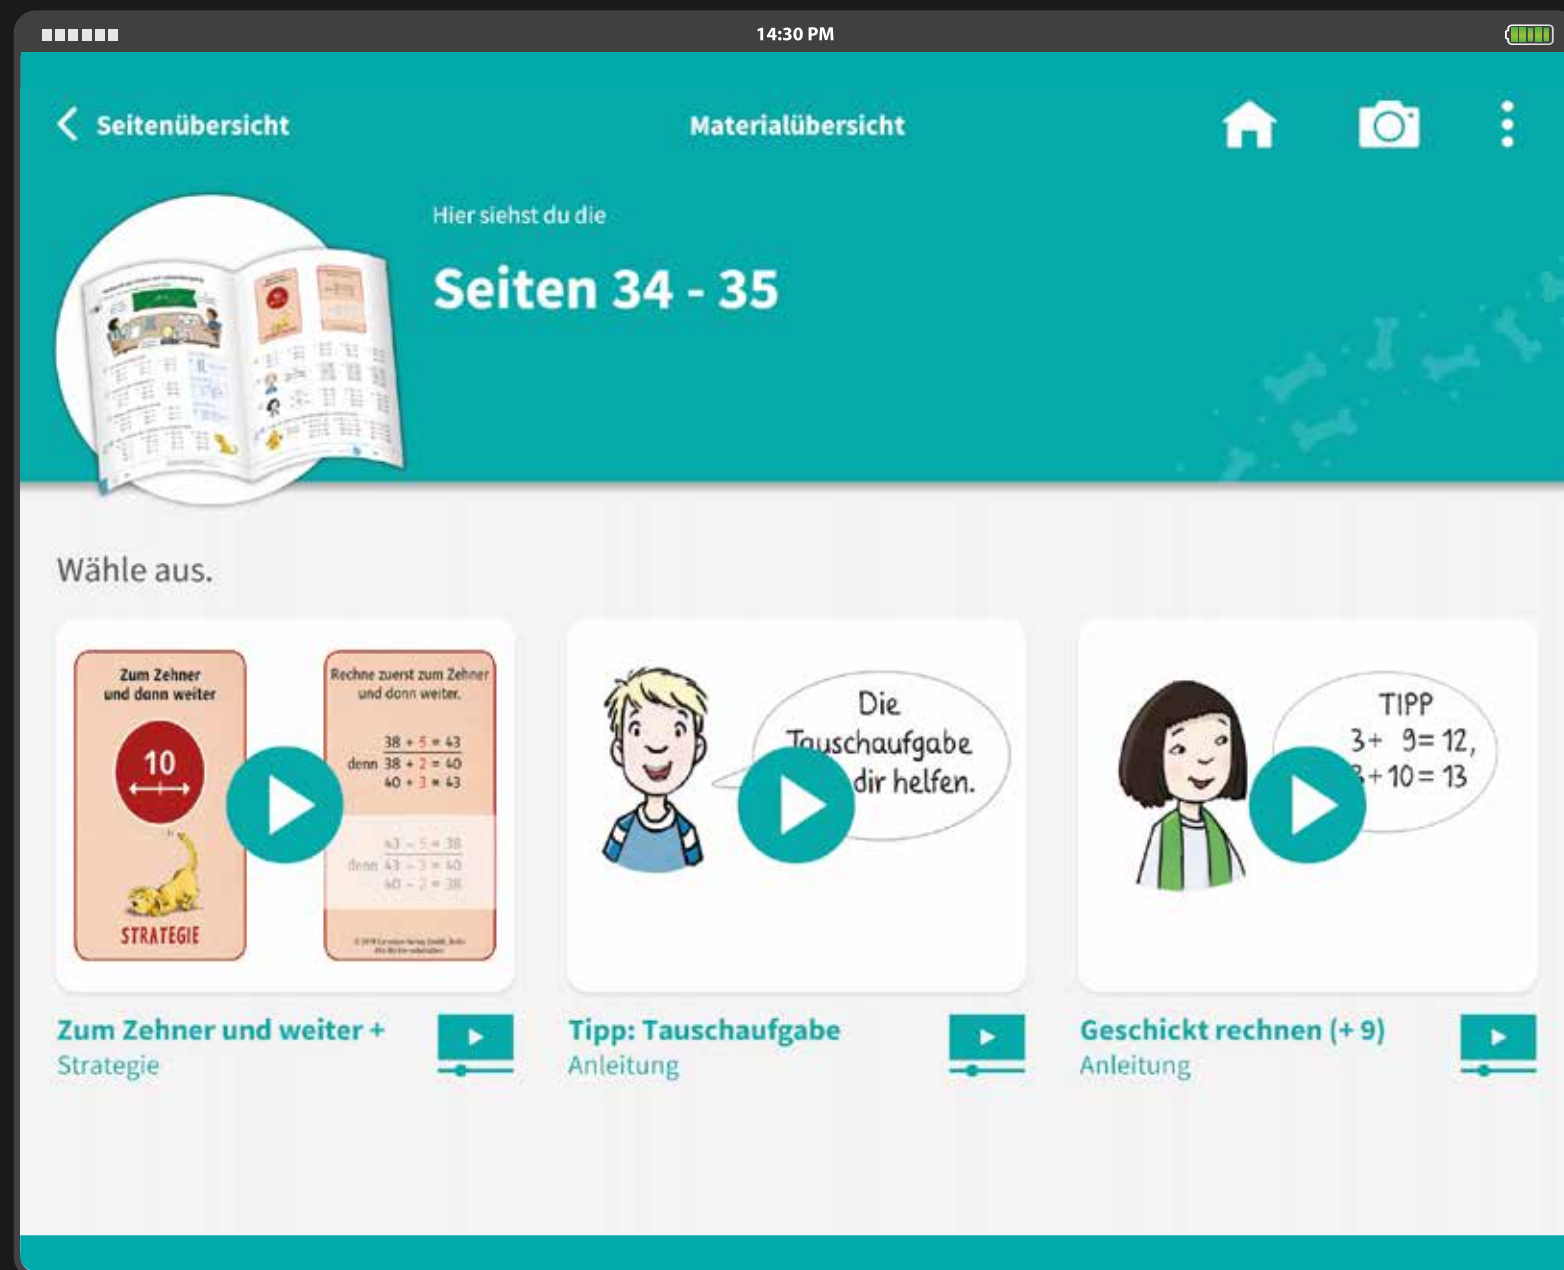 14:30 PM
Seitenübersicht
Materialübersicht
Hier siehst du die
Seiten 34 - 35
Wähle aus.
Zum Zehner
und dann weiter
10
STRATEGIE
Rechne zuerst zum Zehner
und dann weiter.
38 + 5 = 43
denn 38 + 2 = 40
40 + 3 = 43
43 - 5 = 38
denn 43 - 3 = 40
40 - 2 = 38
Die
Tauschaufgabe
dir helfen.
TIPP
3+ 9= 12,
3+10= 13
Zum Zehner und weiter +
Strategie
Tipp: Tauschaufgabe
Anleitung
Geschickt rechnen (+ 9)
Anleitung